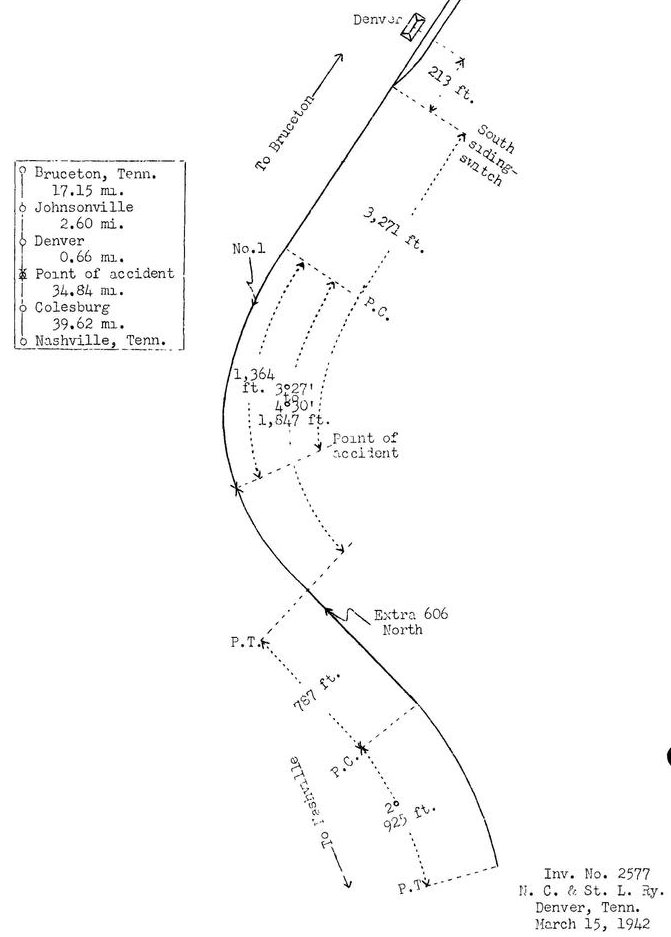 Denver
213 ft.
South
siding-
switch
To Bruceton
3,271 ft.
Bruceton, Tenn.
17.15 mi.
Johnsonville
2.60 mi.
Denver
0.66 mi.
Point of accident
34.84 mi.
Colesburg
39.62 mi.
Nashville, Tenn.
No.1
P.C.
1,364
ft.
3°27'
to
4°30'
1,847 ft.
Point of
accident
Extra 606
North
P.T.
787 ft.
P.C.
To Nashville
2°
925 ft.
P.T.
Inv. No. 2577
N. C. & St. L. Ry.
Denver, Tenn.
March 15, 1942